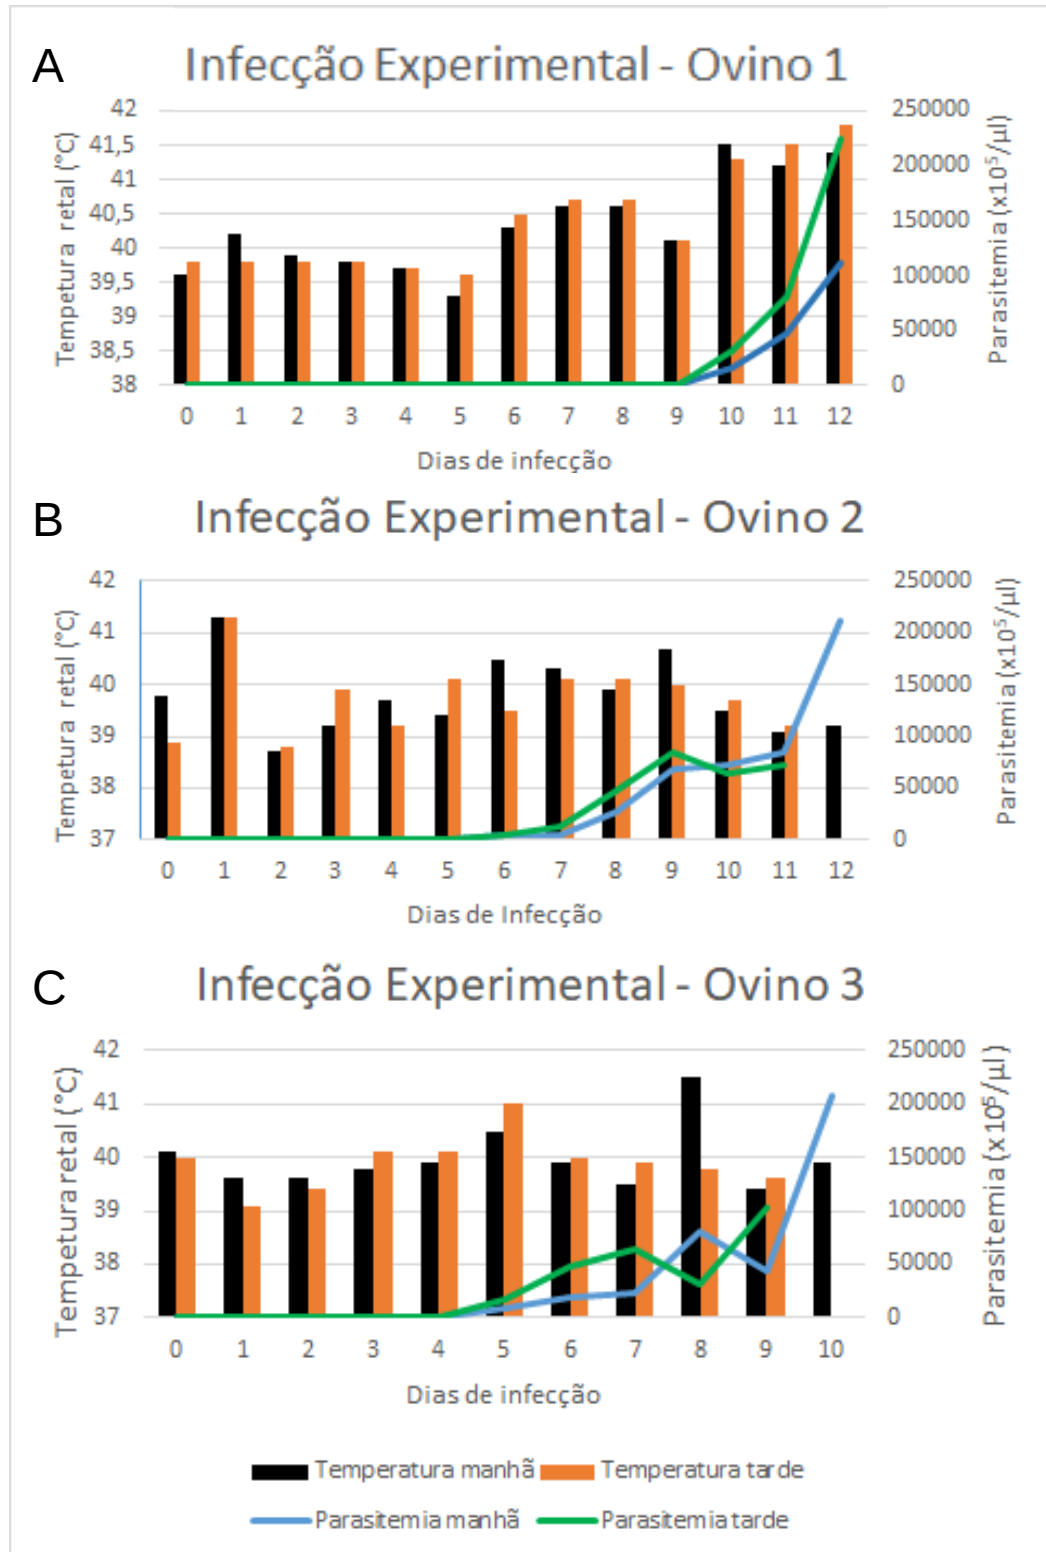 A
Infecção Experimental - Ovino 1
Tempetura retal (°C)
42
41,5
41
40,5
40
39,5
39
38,5
38
250000
200000
150000
100000
50000
0
Parasitemia (x10⁵/µl)
0 1 2 3 4 5 6 7 8 9 10 11 12
Dias de infecção
B
Infecção Experimental - Ovino 2
Tempetura retal (°C)
42
41
40
39
38
37
250000
200000
150000
100000
50000
0
Parasitemia (x10⁵/µl)
0 1 2 3 4 5 6 7 8 9 10 11 12
Dias de Infecção
C
Infecção Experimental - Ovino 3
Tempetura retal (°C)
42
41
40
39
38
37
250000
200000
150000
100000
50000
0
Parasitemia (x10⁵/µl)
0 1 2 3 4 5 6 7 8 9 10
Dias de infecção
Temperatura manhã Temperatura tarde
Parasitemia manhã Parasitemia tarde